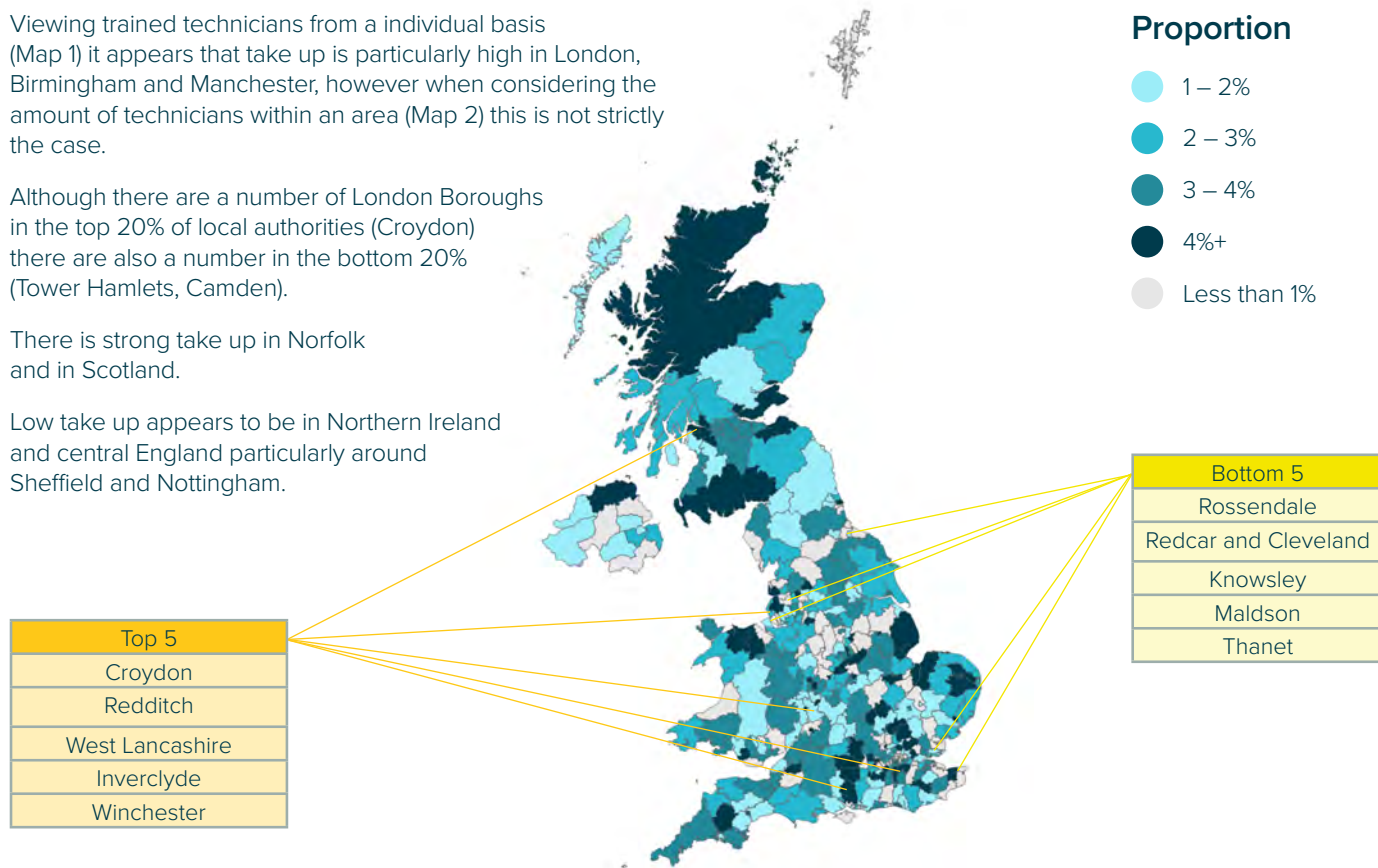 Viewing trained technicians from a individual basis
(Map 1) it appears that take up is particularly high in London,
Birmingham and Manchester, however when considering the
amount of technicians within an area (Map 2) this is not strictly
the case.
Although there are a number of London Boroughs
in the top 20% of local authorities (Croydon)
there are also a number in the bottom 20%
(Tower Hamlets, Camden).
There is strong take up in Norfolk
and in Scotland.
Low take up appears to be in Northern Ireland
and central England particularly around
Sheffield and Nottingham.
Proportion
1 – 2%
2 – 3%
3 – 4%
4%+
Less than 1%
Top 5
Croydon
Redditch
West Lancashire
Inverclyde
Winchester
Bottom 5
Rossendale
Redcar and Cleveland
Knowsley
Maldson
Thanet